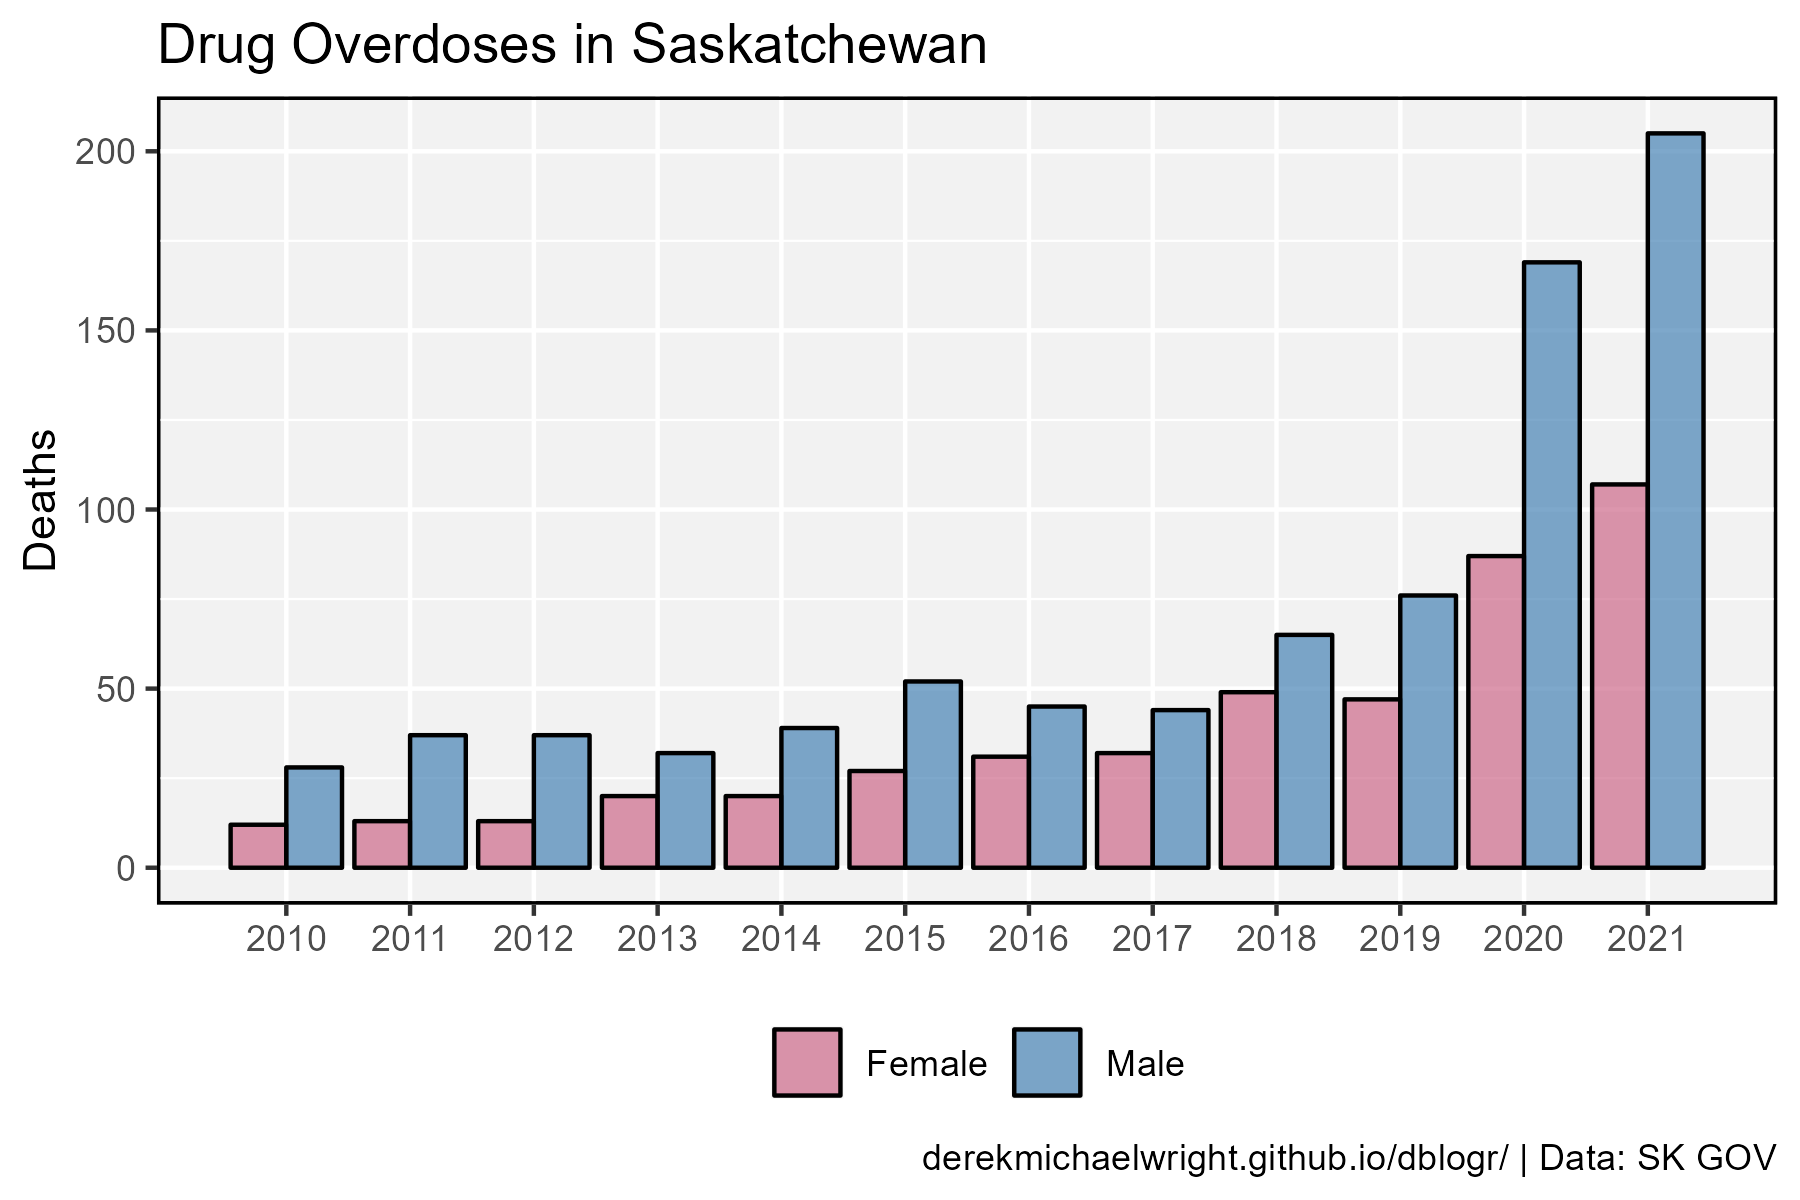 Drug Overdoses in Saskatchewan
Deaths
200
150
100
50
0
2010 2011 2012 2013 2014 2015 2016 2017 2018 2019 2020 2021
Female Male
derekmichaelwright.github.io/dblogr/ | Data: SK GOV